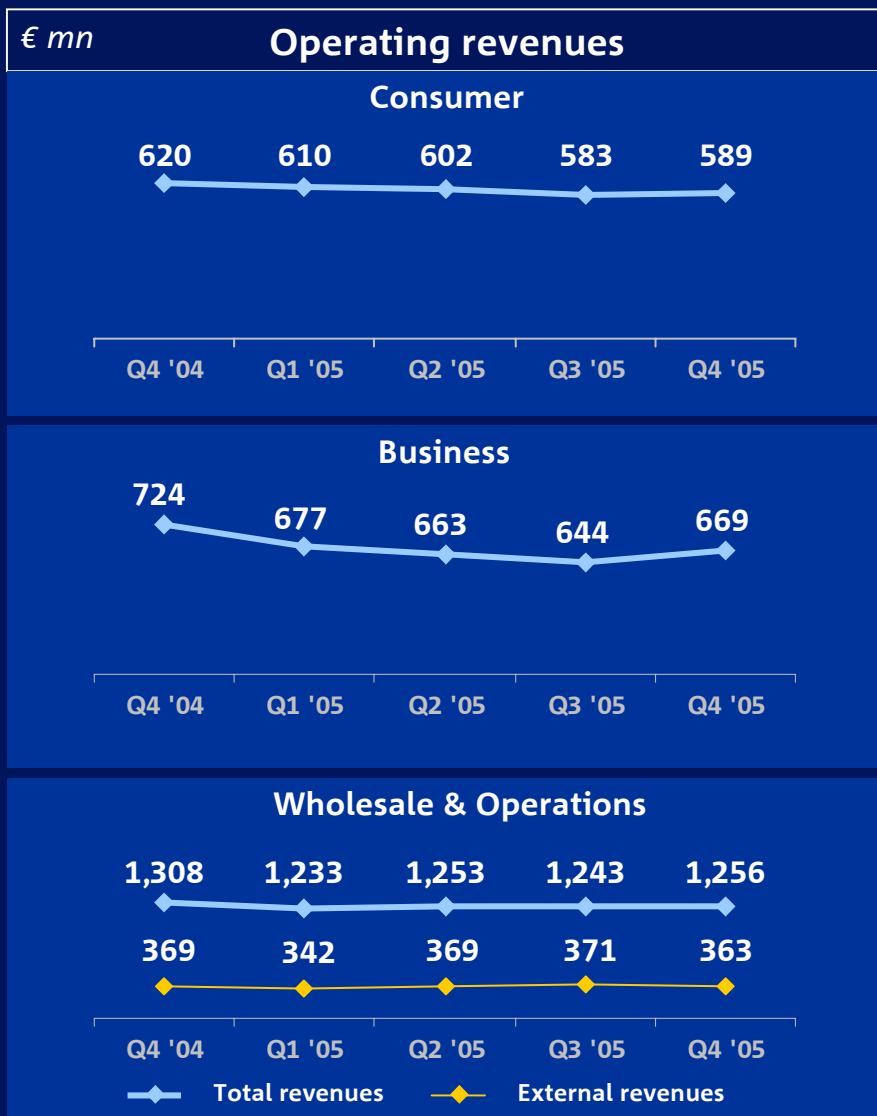 € mn Operating revenues
Consumer
620 610 602 583 589
Q4 '04 Q1 '05 Q2 '05 Q3 '05 Q4 '05
Business
724 677 663 644 669
Q4 '04 Q1 '05 Q2 '05 Q3 '05 Q4 '05
Wholesale & Operations
1,308 1,233 1,253 1,243 1,256
369 342 369 371 363
Q4 '04 Q1 '05 Q2 '05 Q3 '05 Q4 '05
Total revenues External revenues